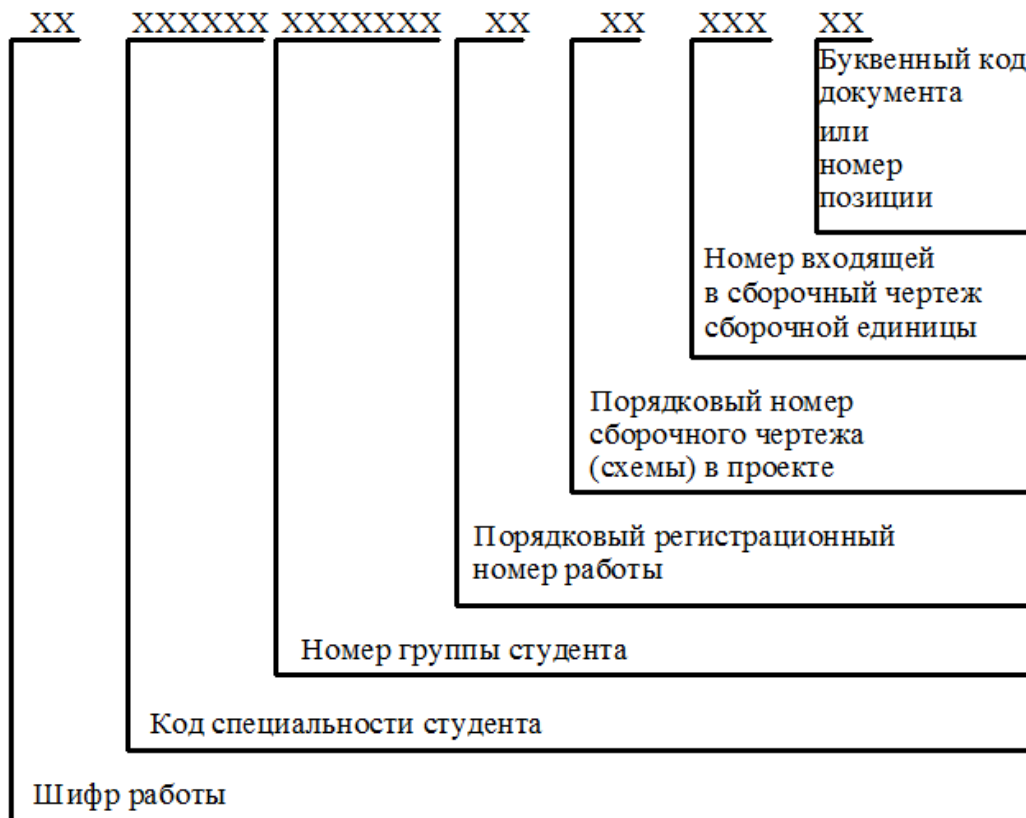 XX XXXXXX XXXXXXX XX XX XXX XX
Буквенный код
документа
или
номер
позиции
Номер входящей
в сборочный чертеж
сборочной единицы
Порядковый номер
сборочного чертежа
(схемы) в проекте
Порядковый регистрационный
номер работы
Номер группы студента
Код специальности студента
Шифр работы